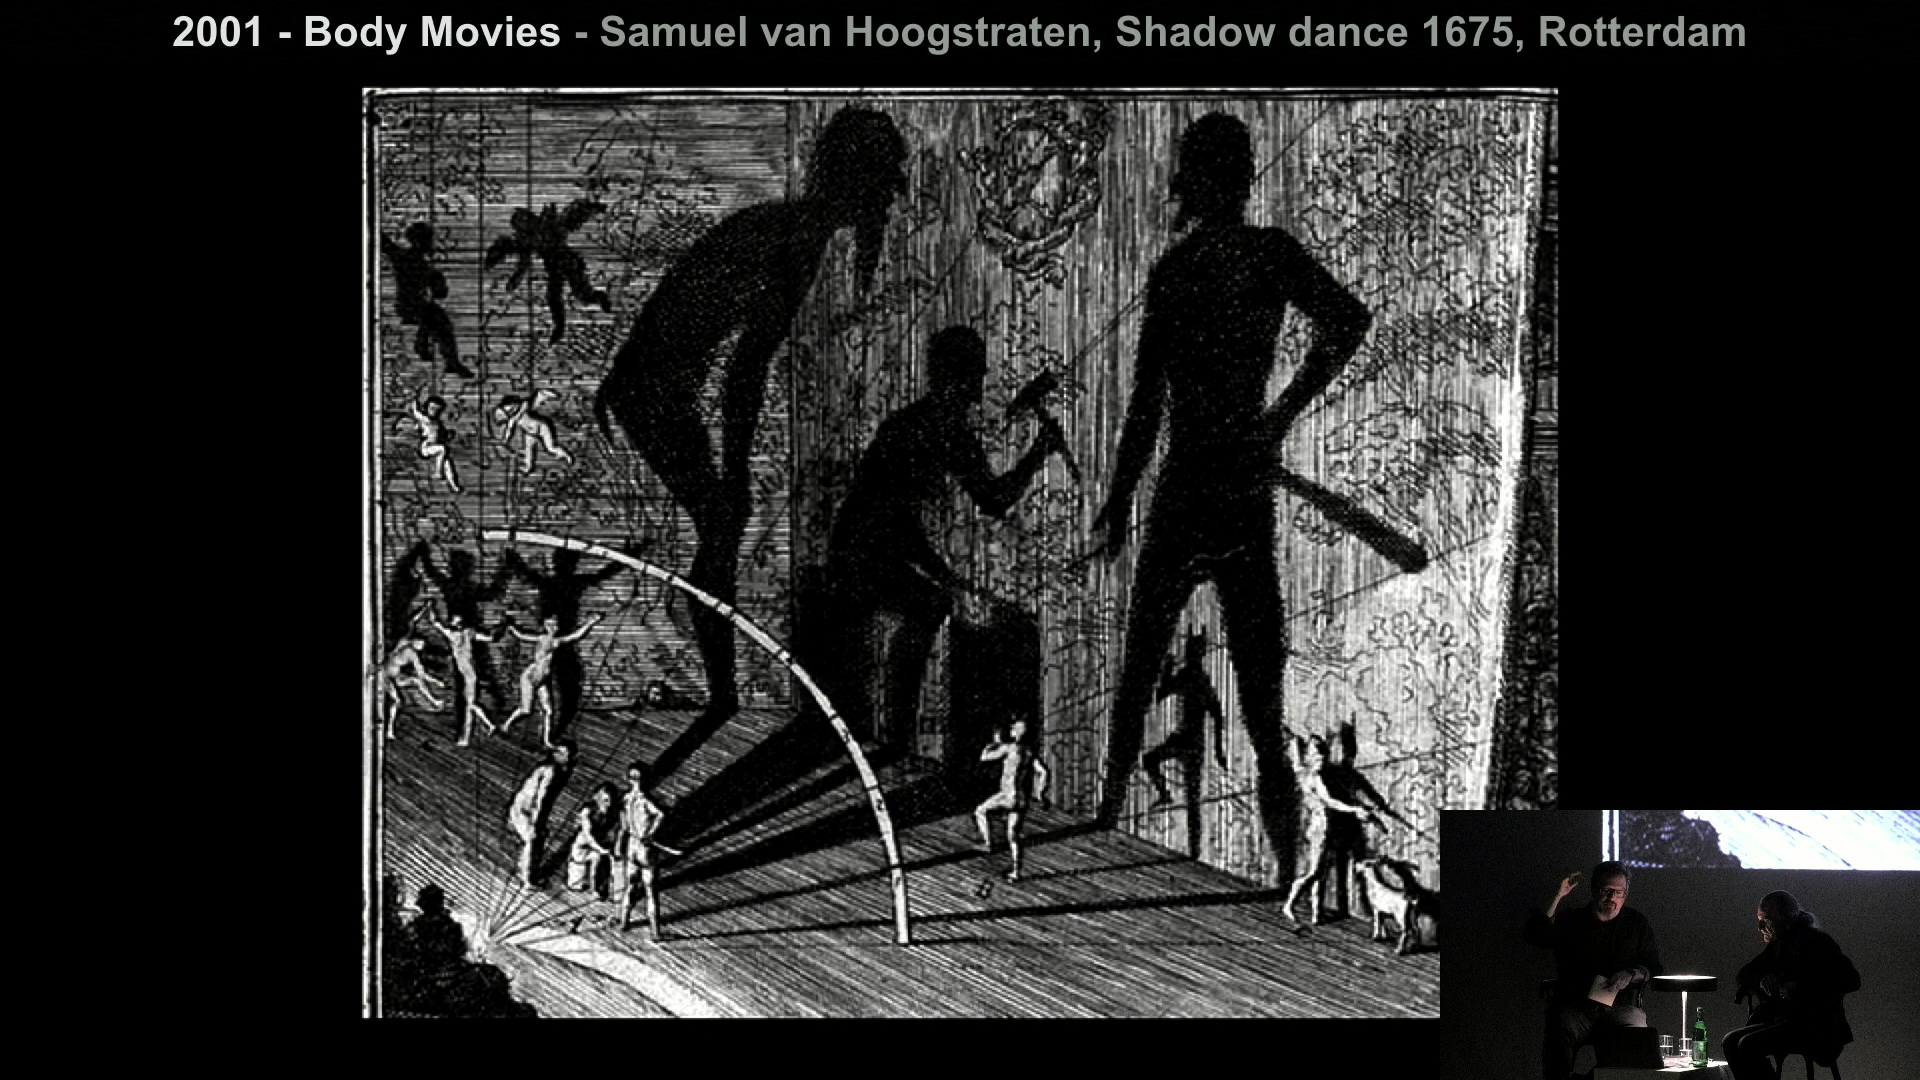 2001 - Body Movies - Samuel van Hoogstraten, Shadow dance 1675, Rotterdam